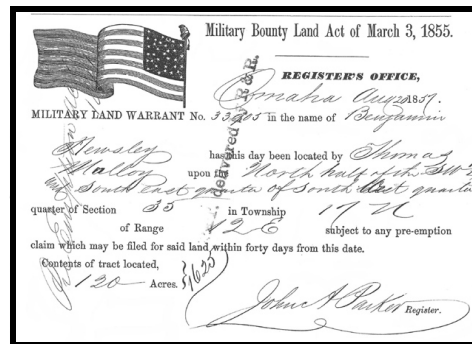 Military Bounty Land Act of March 3, 1855.
REGISTER'S OFFICE,
Omaha Aug 20 1857.
MILITARY LAND WARRANT No. 33205 in the name of Benjamin
Hewsley has this day been located by Thomas
Malloy upon the North half of the SW
and South East quarter of South quarter
quarter of Section 35 in Township 17 N
of Range 12 E subject to any pre-emption
claim which may be filed for said land within forty days from this date.
Contents of tract located,
120 Acres.
John A Parker Register.
delivered
R & R.